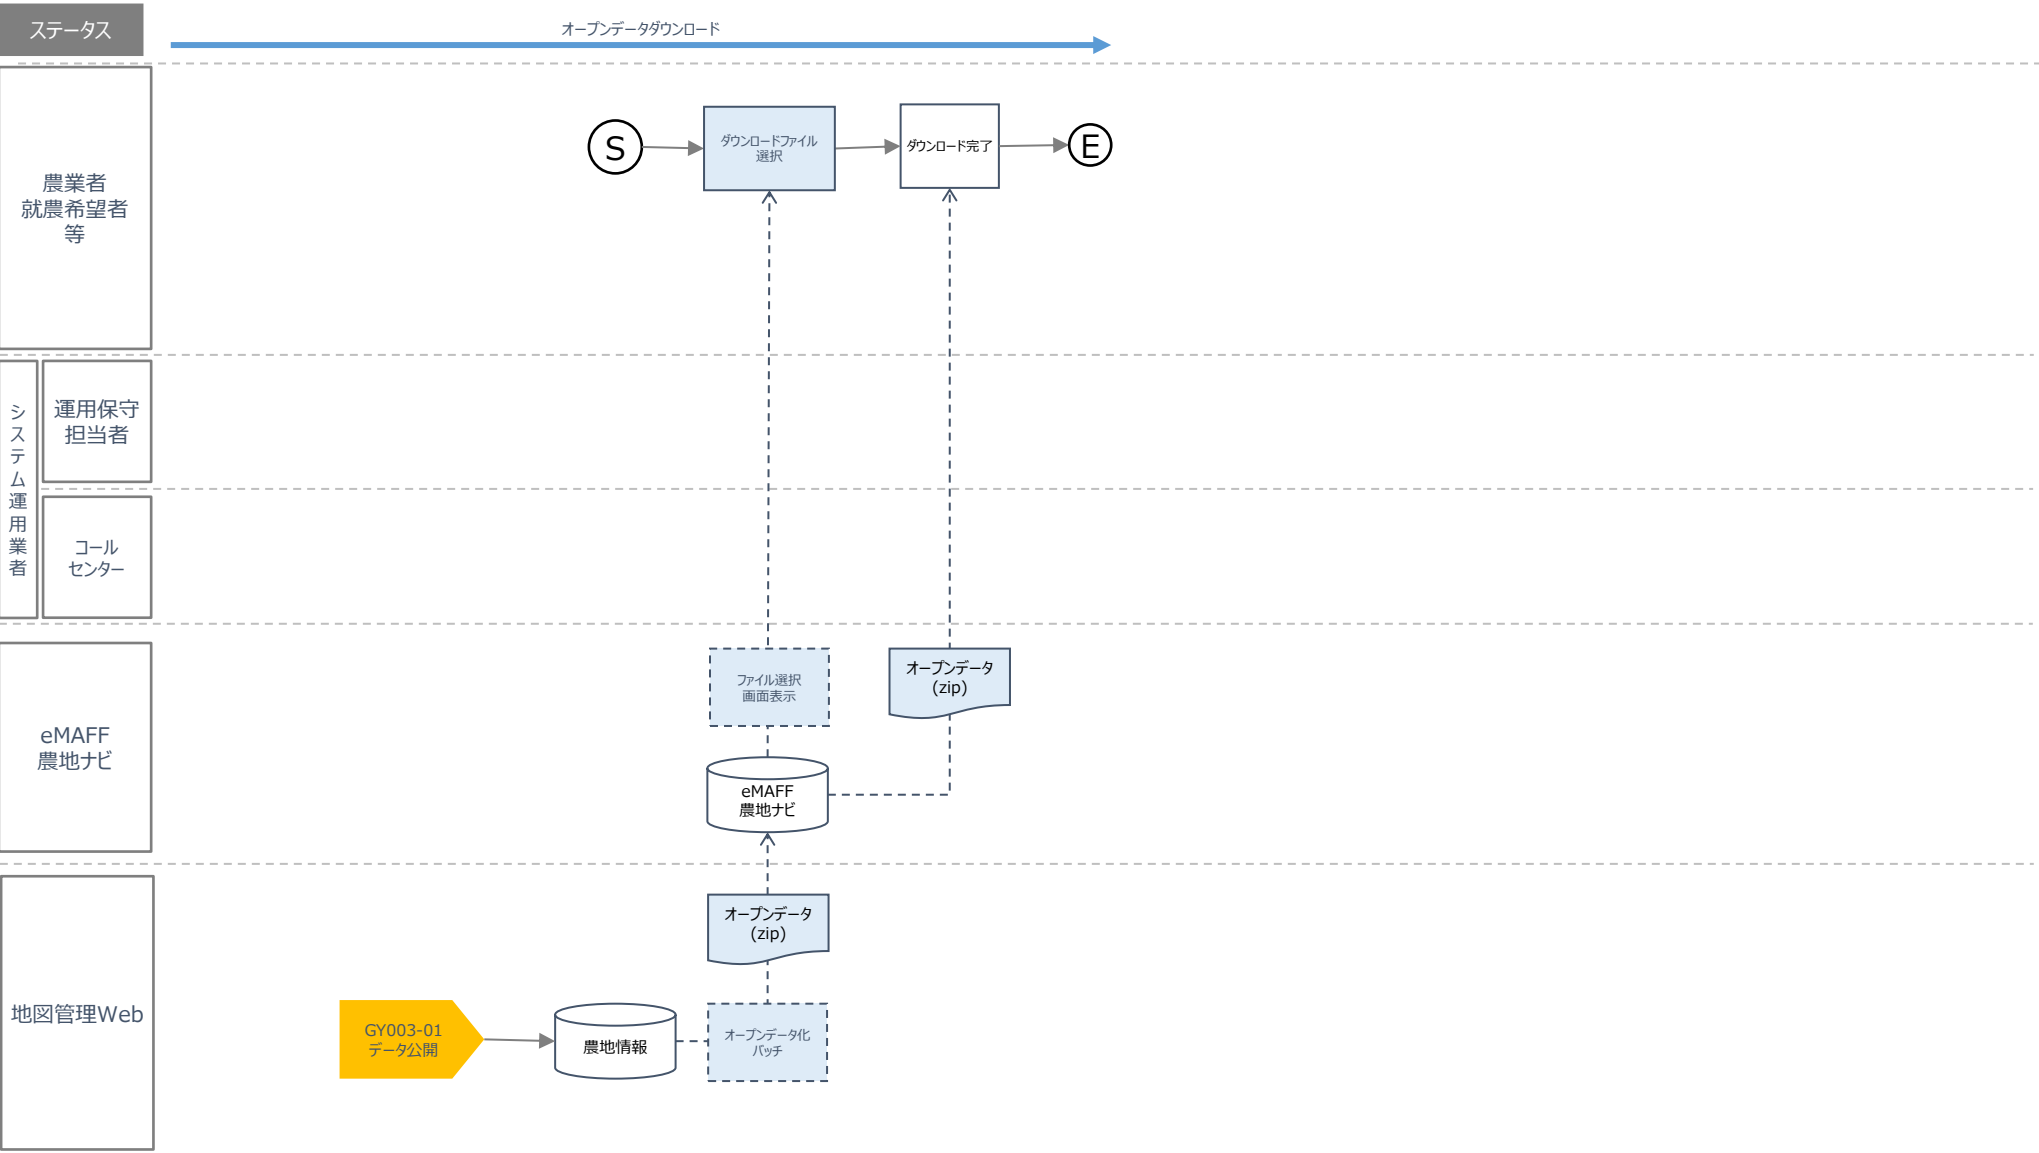 ステータス
オープンデータダウンロード
農業者
就農希望者
等
S
ダウンロードファイル
選択
ダウンロード完了
E
システム運用業者
運用保守
担当者
コール
センター
eMAFF
農地ナビ
ファイル選択
画面表示
オープンデータ
(zip)
eMAFF
農地ナビ
地図管理Web
オープンデータ
(zip)
GY003-01
データ公開
農地情報
オープンデータ化
バッチ